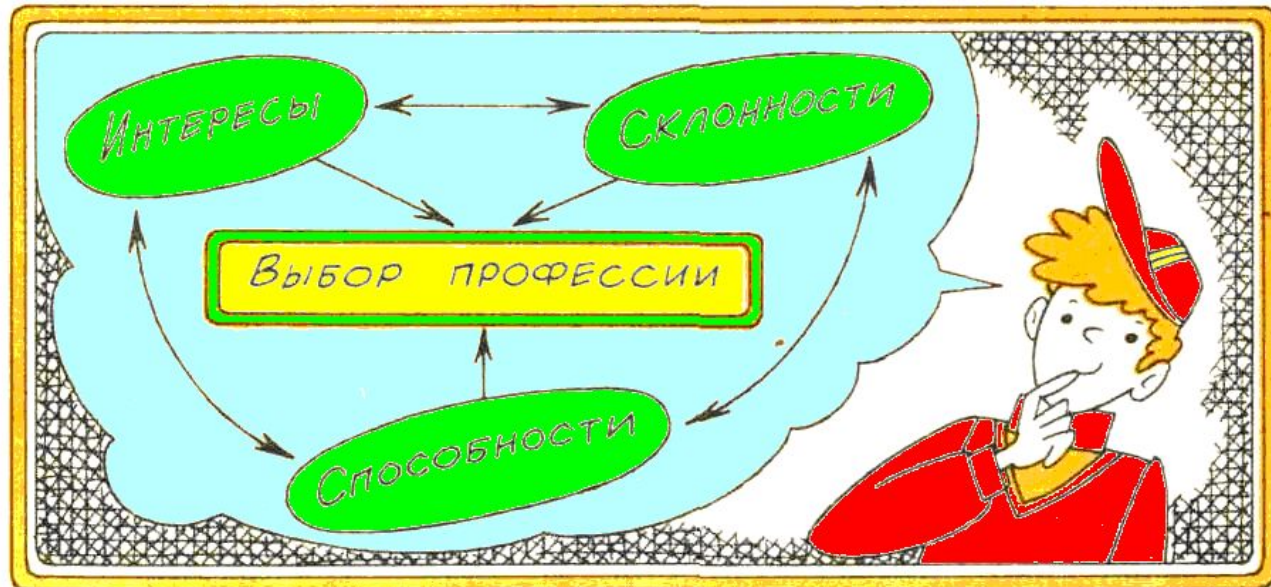 Интересы
Склонности
Выбор профессии
Способности